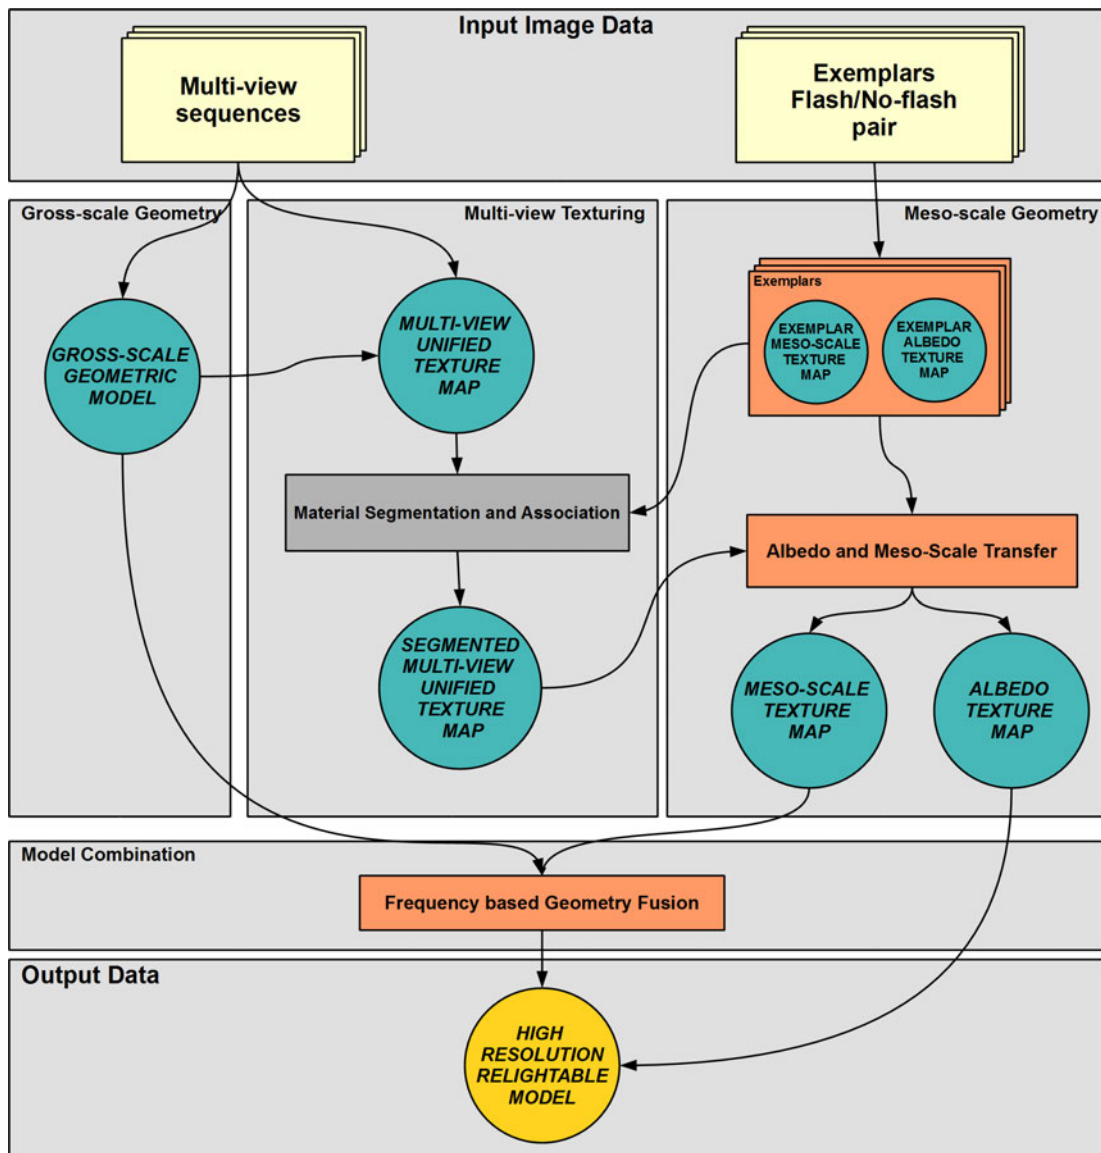 Input Image Data
Multi-view
sequences
Exemplars
Flash/No-flash
pair
Gross-scale Geometry
Multi-view Texturing
Meso-scale Geometry
GROSS-SCALE
GEOMETRIC
MODEL
MULTI-VIEW
UNIFIED
TEXTURE
MAP
Exemplars
EXEMPLAR
MESO-SCALE
TEXTURE
MAP
EXEMPLAR
ALBEDO
TEXTURE
MAP
Material Segmentation and Association
Albedo and Meso-Scale Transfer
SEGMENTED
MULTI-VIEW
UNIFIED
TEXTURE
MAP
MESO-SCALE
TEXTURE
MAP
ALBEDO
TEXTURE
MAP
Model Combination
Frequency based Geometry Fusion
Output Data
HIGH
RESOLUTION
RELIGHTABLE
MODEL